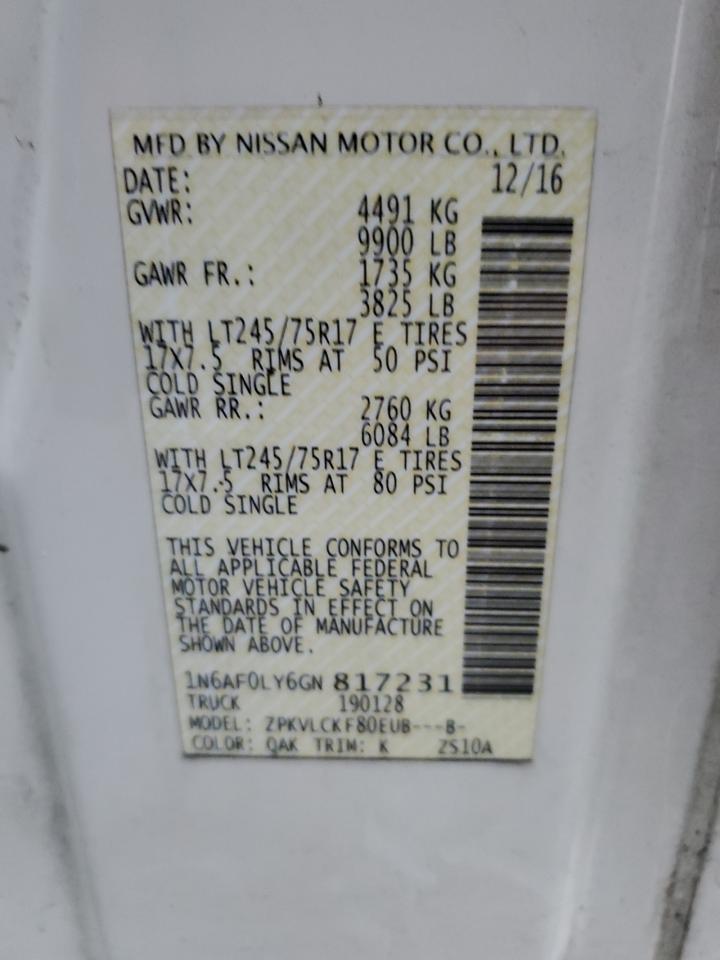 MFD BY NISSAN MOTOR CO., LTD.
DATE: 12/16
GVWR: 4491 KG
9900 LB
GAWR FR.: 1735 KG
3825 LB
WITH LT245/75R17 E TIRES
17X7.5 RIMS AT 50 PSI
COLD SINGLE
GAWR RR.: 2760 KG
6084 LB
WITH LT245/75R17 E TIRES
17X7.5 RIMS AT 80 PSI
COLD SINGLE
THIS VEHICLE CONFORMS TO
ALL APPLICABLE FEDERAL
MOTOR VEHICLE SAFETY
STANDARDS IN EFFECT ON
THE DATE OF MANUFACTURE
SHOWN ABOVE.
1N6AF0LY6GN 817231
TRUCK 190128
MODEL: ZPKVLCKF80EUB---B-
COLOR: QAK TRIM: K ZS10A